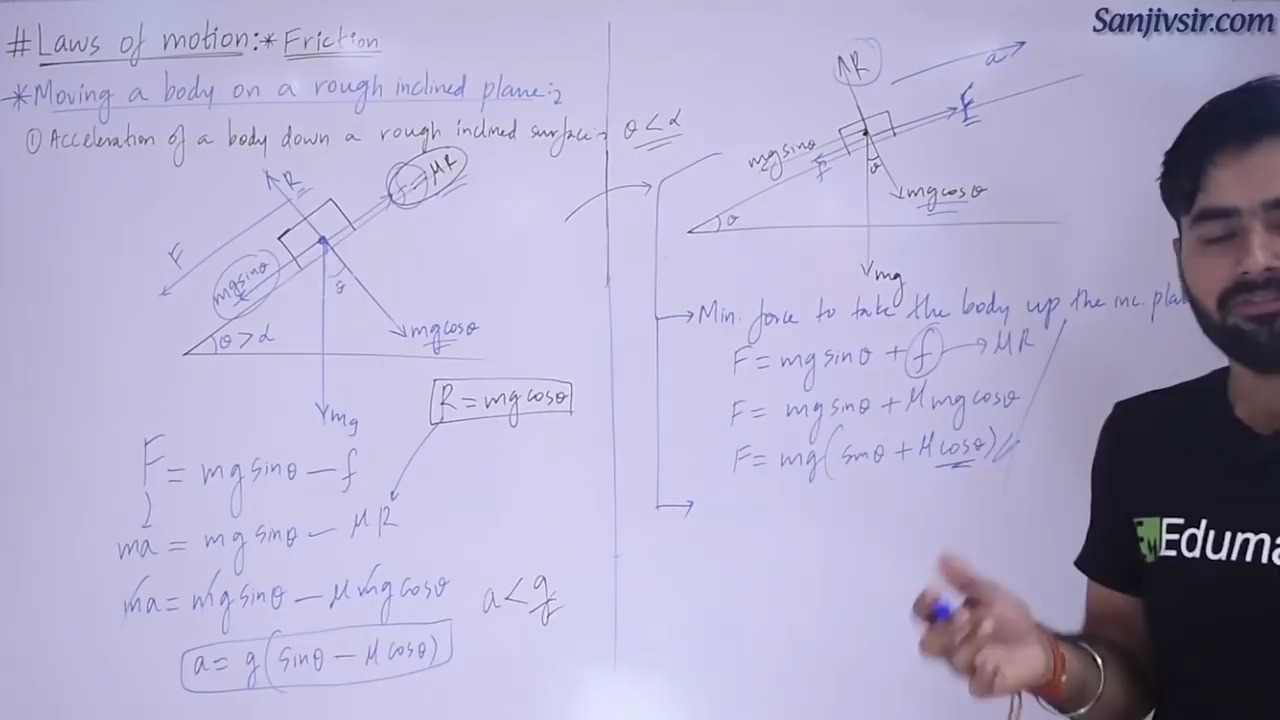 Sanjivsir.com
# Laws of motion:* Friction
* Moving a body on a rough inclined plane:
① Acceleration of a body down a rough inclined surface:
θ < α
R
f = μR
F
mg sinθ
θ
θ > α
mg cosθ
mg
R = mg cosθ
F = mg sinθ − f
ma = mg sinθ − μR
ma = mg sinθ − μ mg cosθ
a < g
a = g(sinθ − μ cosθ)
R
a
F
mg sinθ
f
θ
mg cosθ
θ
mg
→ Min. force to take the body up the inc. pla
F = mg sinθ + f → μR
F = mg sinθ + μ mg cosθ
F = mg(sinθ + μ cosθ)
EM Eduma